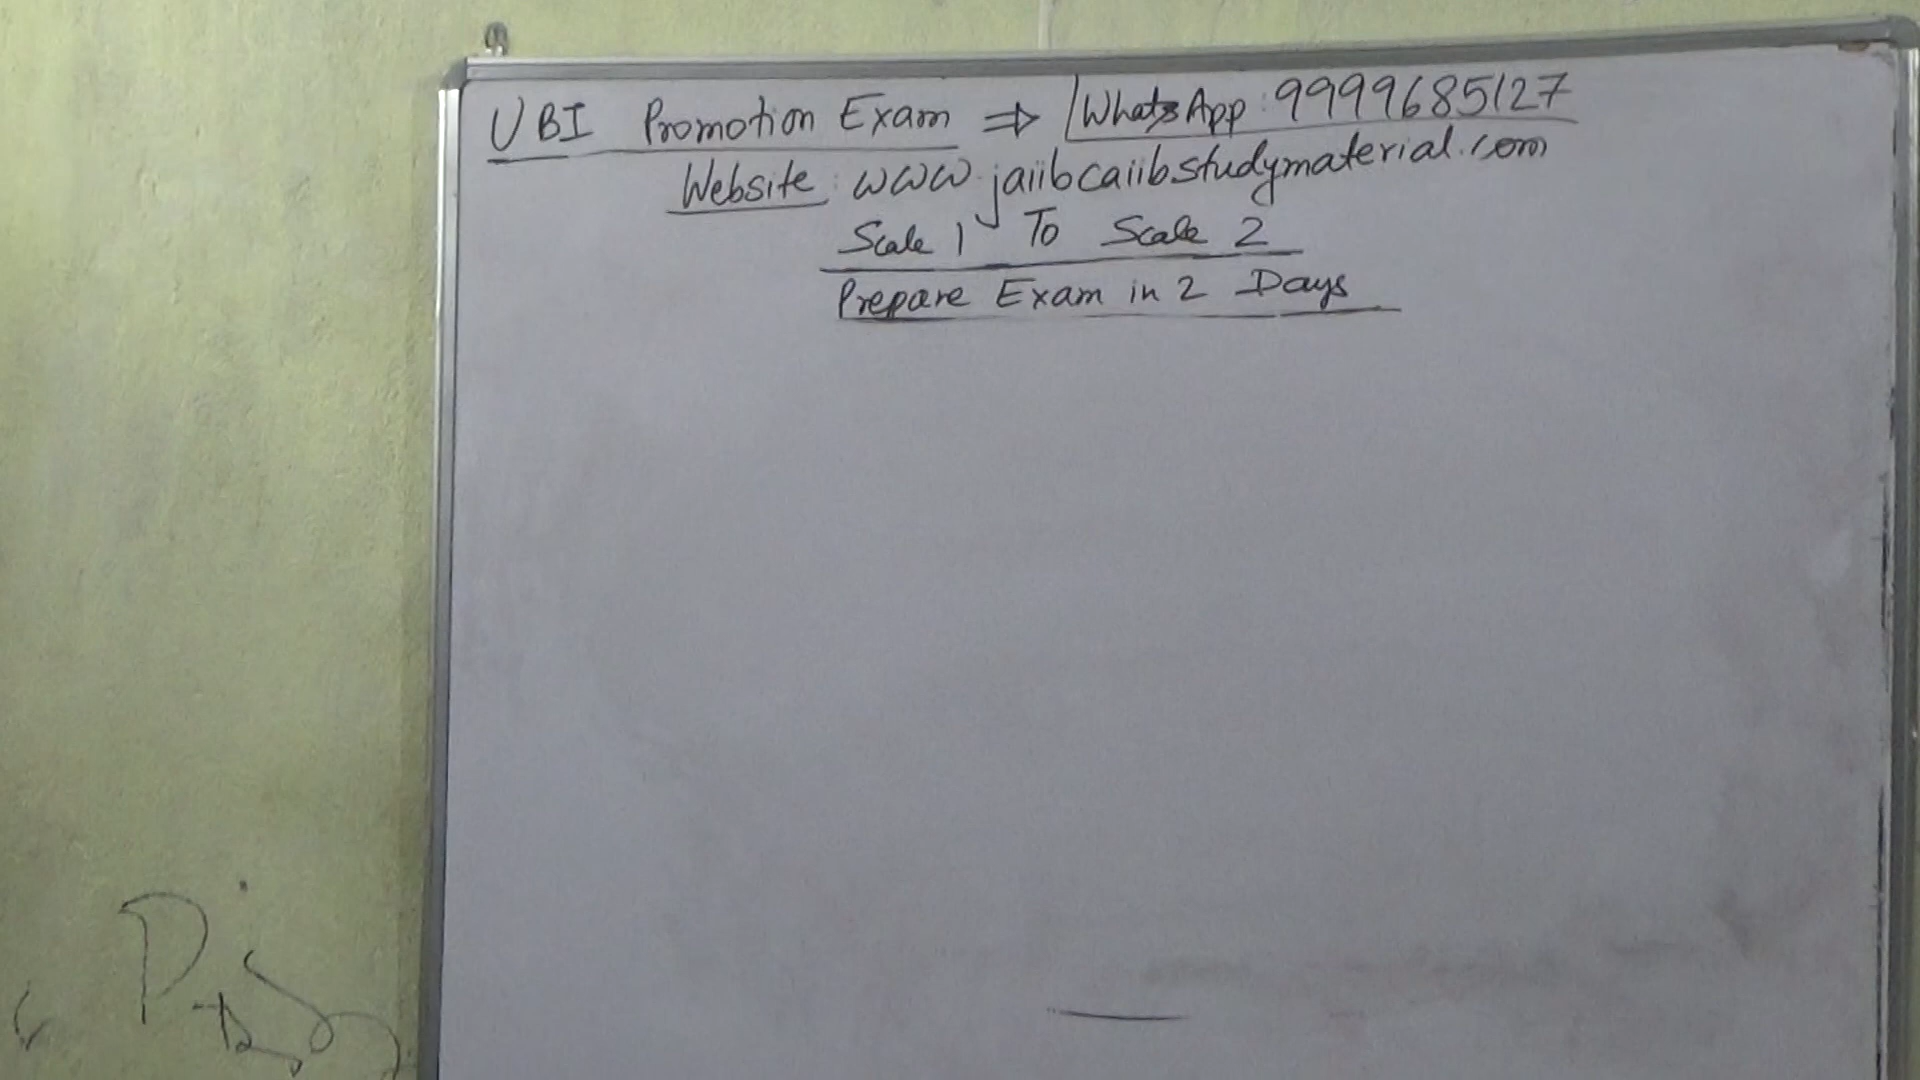 UBI Promotion Exam ⇒ WhatsApp: 9999685127
Website: www.jaiibcaiibstudymaterial.com
Scale 1 To Scale 2
Prepare Exam in 2 Days